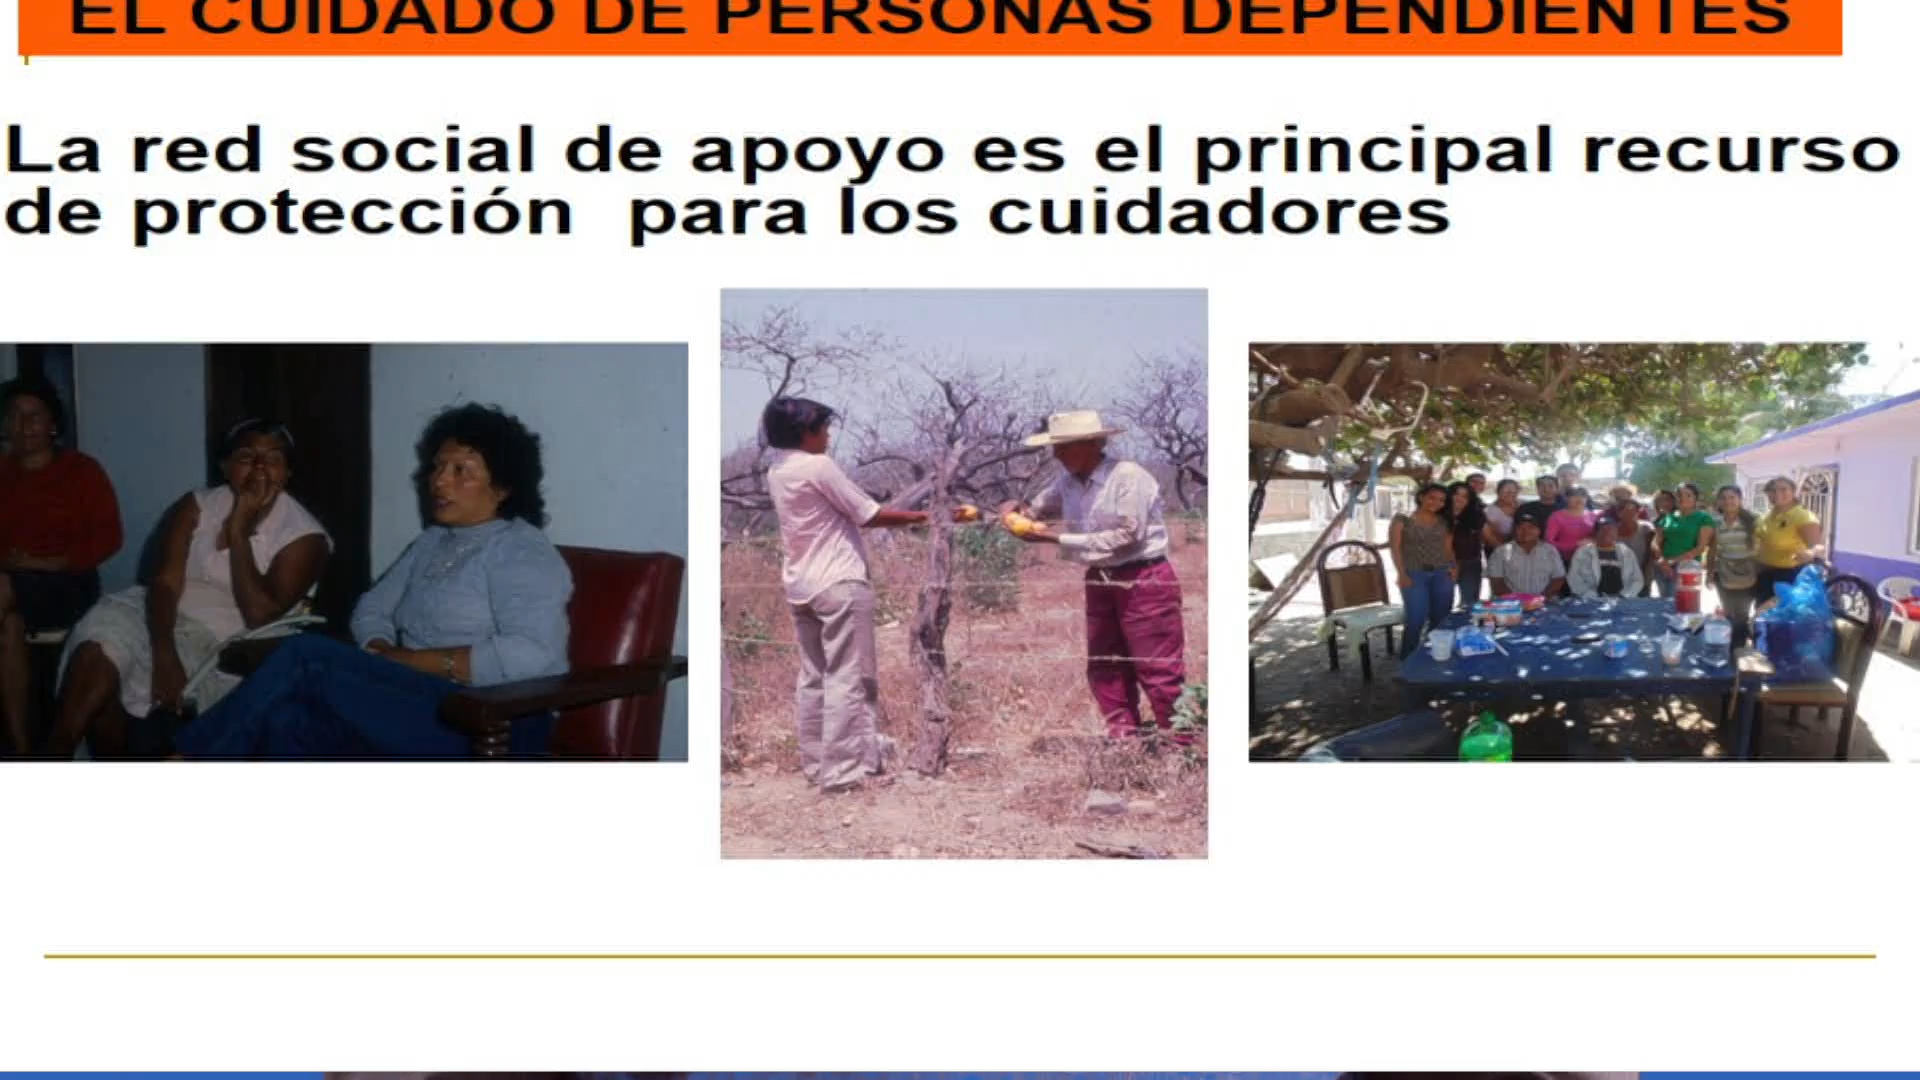 EL CUIDADO DE PERSONAS DEPENDIENTES
La red social de apoyo es el principal recurso
de protección para los cuidadores